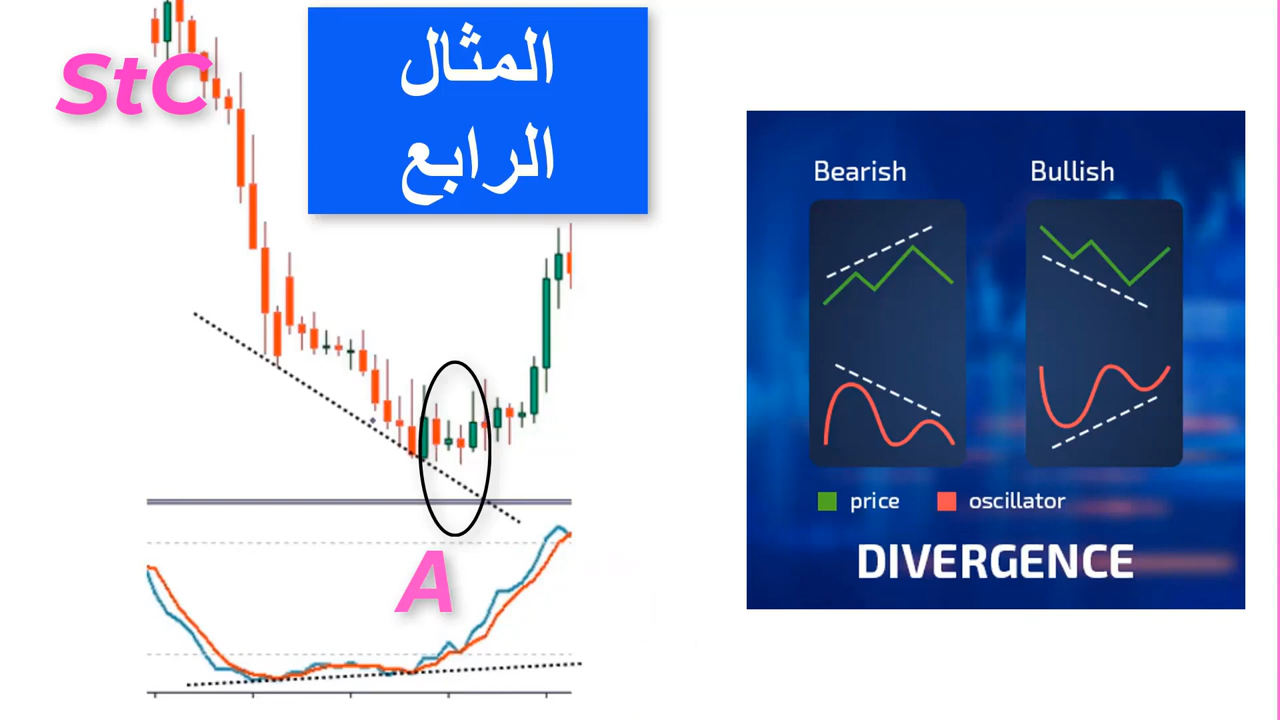 StC
المثال
الرابع
A
Bearish
Bullish
price
oscillator
DIVERGENCE